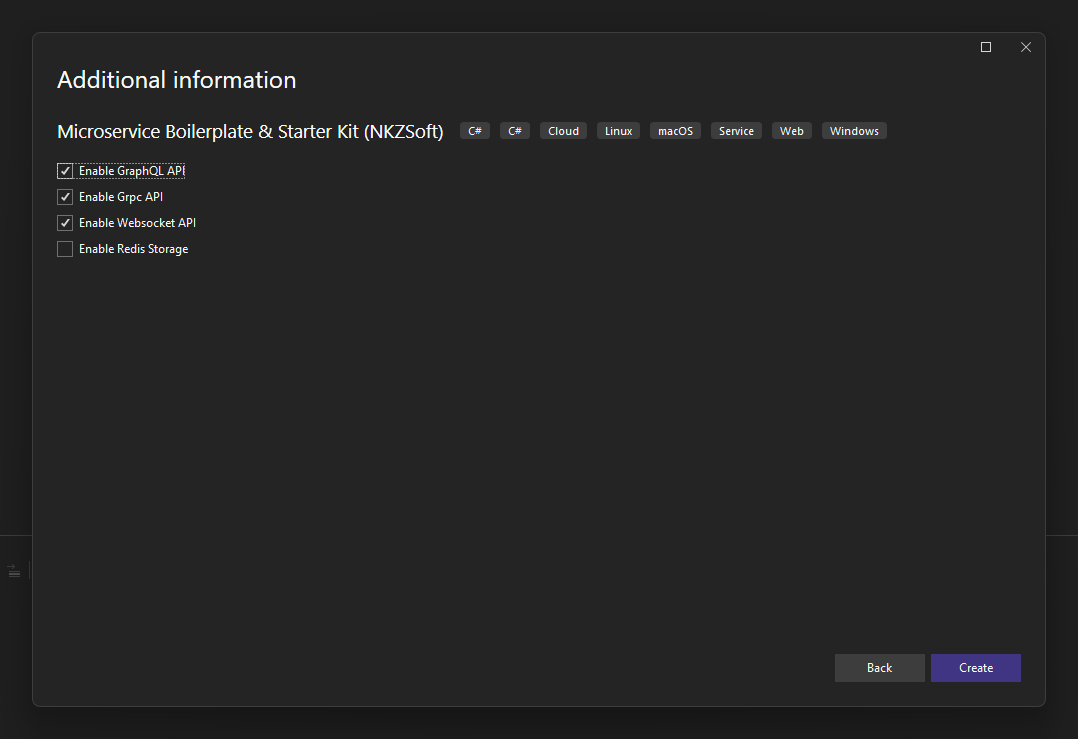 Additional information
Microservice Boilerplate & Starter Kit (NKZSoft) C# C# Cloud Linux macOS Service Web Windows
Enable GraphQL API
Enable Grpc API
Enable Websocket API
Enable Redis Storage
Back Create